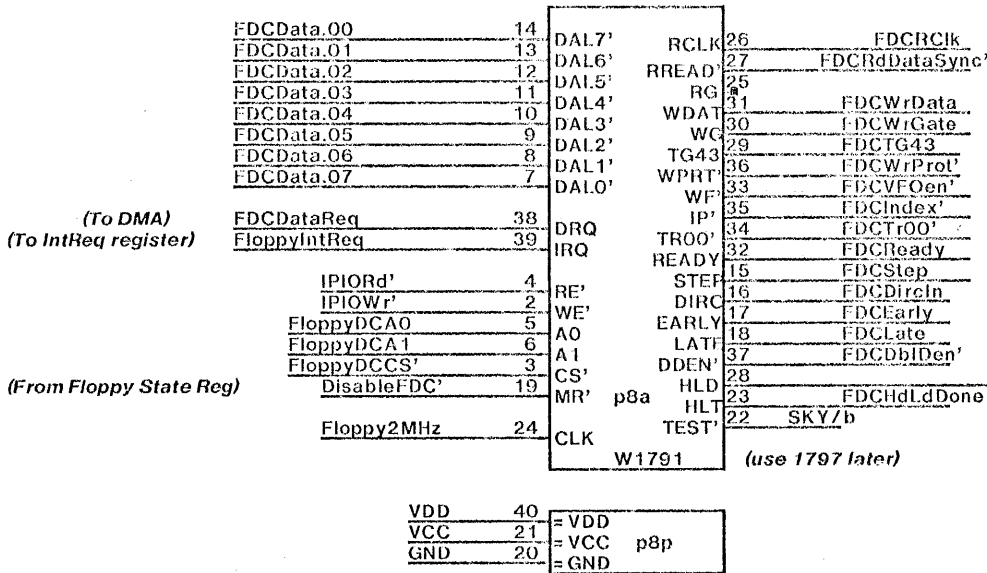 FDCData.00 14 DAL7' RCLK 26 FDCRClk
FDCData.01 13 DAL6' RREAD' 27 FDCRdDataSync'
FDCData.02 12 DAL5' RG 25
FDCData.03 11 DAL4' WDAT 31 FDCWrData
FDCData.04 10 DAL3' WG 30 FDCWrGate
FDCData.05 9 DAL2' TG43 29 FDCTG43
FDCData.06 8 DAL1' WPRT' 36 FDCWrProt'
FDCData.07 7 DAL0' WF' 33 FDCVFOen'
IP' 35 FDCIndex'
(To DMA) FDCDataReq 38 DRQ TR00' 34 FDCTr00'
(To IntReq register) FloppyIntReq 39 IRQ READY 32 FDCReady
STEP 15 FDCStep
IPIORd' 4 RE' DIRC 16 FDCDircIn
IPIOWr' 2 WE' EARLY 17 FDCEarly
FloppyDCA0 5 A0 LATE 18 FDCLate
FloppyDCA1 6 A1 DDEN' 37 FDCDblDen'
FloppyDCCS' 3 CS' HLD 28
(From Floppy State Reg) DisableFDC' 19 MR' p8a HLT 23 FDCHdLdDone
TEST' 22 SKY/b
Floppy2MHz 24 CLK
W1791 (use 1797 later)
VDD 40 = VDD
VCC 21 = VCC p8p
GND 20 = GND